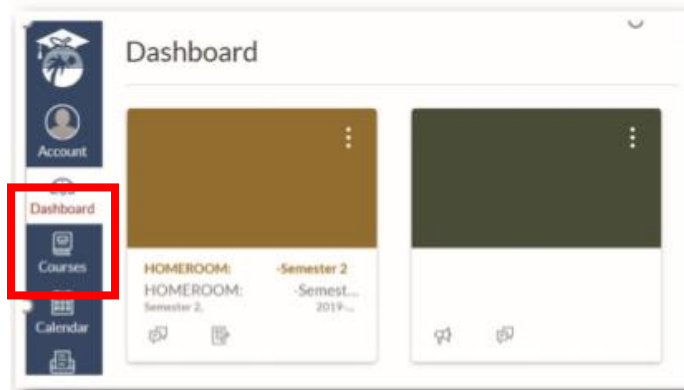 Dashboard
Account
Dashboard
Courses
Calendar
HOMEROOM: -Semester 2
HOMEROOM: -Semest...
Semester 2, 2019-...